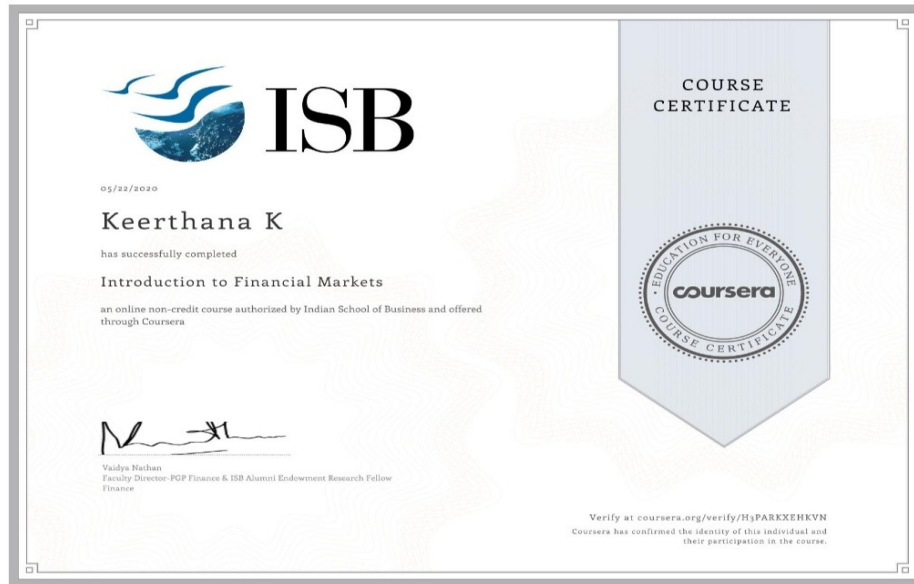 ISB
05/22/2020
Keerthana K
has successfully completed
Introduction to Financial Markets
an online non-credit course authorized by Indian School of Business and offered
through Coursera
Vaidya Nathan
Faculty Director-PGP Finance & ISB Alumni Endowment Research Fellow
Finance
COURSE
CERTIFICATE
EDUCATION FOR EVERYONE
coursera
COURSE CERTIFICATE
Verify at coursera.org/verify/H3PARKXEHKVN
Coursera has confirmed the identity of this individual and
their participation in the course.